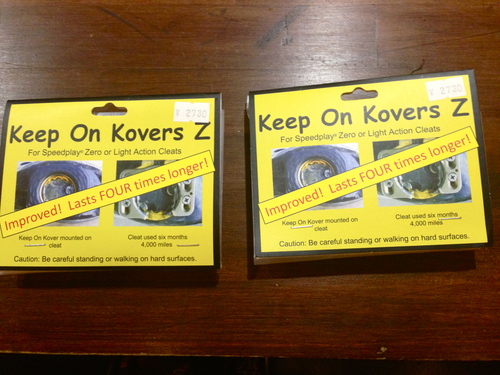 ¥ 2730
Keep On Kovers Z
For Speedplay® Zero or Light Action Cleats
Improved! Lasts FOUR times longer!
Keep On Kover mounted on
cleat
Cleat used six months
4,000 miles
Caution: Be careful standing or walking on hard surfaces.
¥ 2730
Keep On Kovers Z
For Speedplay® Zero or Light Action Cleats
Improved! Lasts FOUR times longer!
Keep On Kover mounted on
cleat
Cleat used six months
4,000 miles
Caution: Be careful standing or walking on hard surfaces.